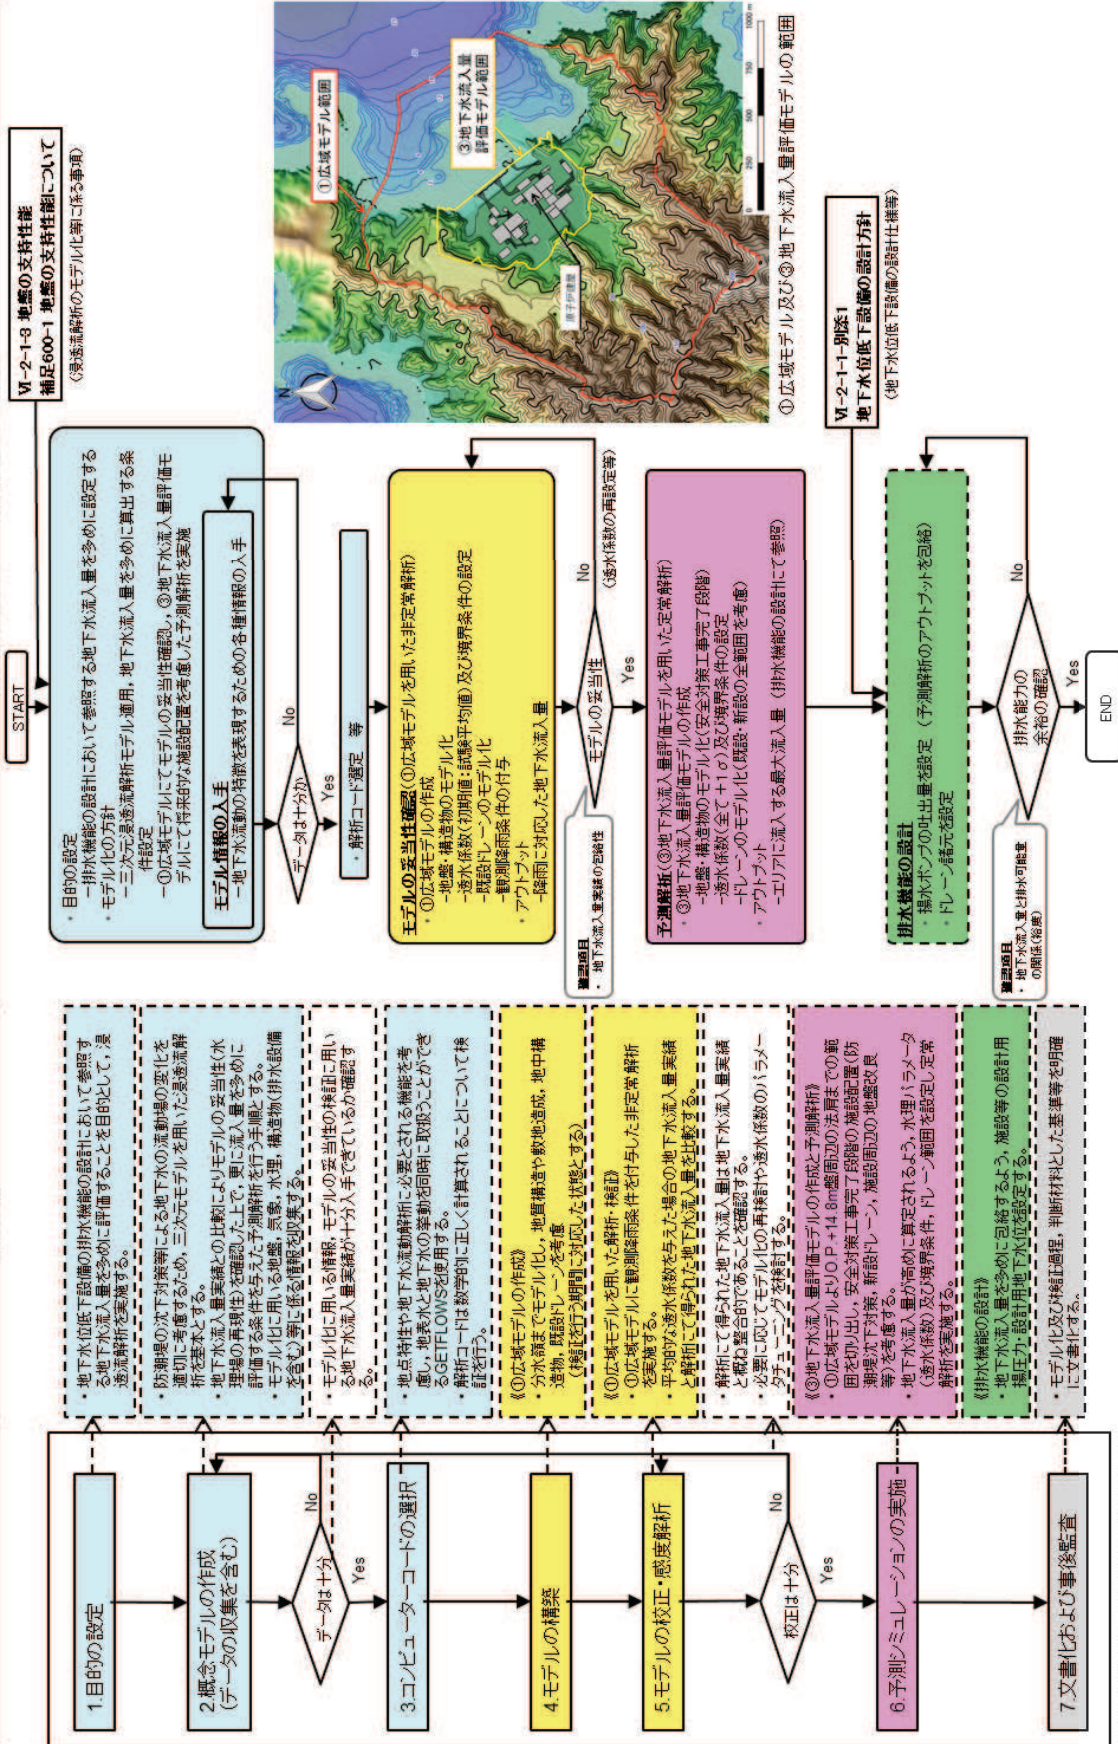 1.目的の設定
2.概念モデルの作成
(データの収集を含む)
データは十分
No
Yes
3.コンピューターコードの選択
4.モデルの構築
5.モデルの校正・感度解析
校正は十分
No
Yes
6.予測シミュレーションの実施
7.文書化および事後監査
・地下水位低下設備の排水機能の設計において参照す
る地下水流入量を多めに評価することを目的として，浸
透流解析を実施する。
・防潮堤の沈下対策等による地下水の流動場の変化を
適切に考慮するため，三次元モデルを用いた浸透流解
析を基本とする。
・地下水流入量実績との比較によりモデルの妥当性(水
理場の再現性)を確認した上で，更に流入量を多めに
評価する条件を与えた予測解析を行う手順とする。
・モデル化に用いる地盤，気象，水理，構造物(排水設備
を含む)等に係る情報を収集する。
・モデル化に用いる情報，モデルの妥当性の検証に用い
る地下水流入量実績が十分入手できているか確認す
る。
・地点特性や地下水流動解析に必要とされる機能を考
慮し，地表水と地下水の挙動を同時に取扱うことができ
るGETFLOWSを使用する。
・解析コードは数学的に正しく計算されることについて検
証を行う。
《①広域モデルの作成》
・分水嶺までモデル化し，地質構造や敷地造成，地中構
造物，既設ドレーンを考慮
(検証を行う期間に対応した状態とする)
《①広域モデルを用いた解析・検証》
・①広域モデルに観測降雨条件を付与した非定常解析
を実施する。
・平均的な透水係数を与えた場合の地下水流入量実績
と解析にて得られた地下水流入量を比較する。
・解析にて得られた地下水流入量は地下水流入量実績
と概ね整合的であることを確認する。
・必要に応じてモデル化の再検討や透水係数のパラメー
タチューニングを検討する。
《③地下水流入量評価モデルの作成と予測解析》
・①広域モデルよりO.P.+14.8m盤周辺の法肩までの範
囲を切り出し，安全対策工事完了段階の施設配置(防
潮堤沈下対策，新設ドレーン，施設周辺の地盤改良
等)を考慮する。
・地下水流入量が高めに算定されるよう，水理パラメータ
(透水係数)及び境界条件，ドレーン範囲を設定し定常
解析を実施する。
《排水機能の設計》
・地下水流入量を多めに包絡するよう，施設等の設計用
揚圧力・設計用地下水位を設定する。
・モデル化及び検証過程，判断材料とした基準等を明確
に文書化する。
START
・目的の設定
－排水機能の設計において参照する地下水流入量を多めに設定する
・モデル化の方針
－三次元浸透流解析モデル適用，地下水流入量を多めに算出する条
件設定
－①広域モデルにてモデルの妥当性確認し，③地下水流入量評価モ
デルにて将来的な施設配置を考慮した予測解析を実施
モデル情報の入手
－地下水流動の特徴を表現するための各種情報の入手
データは十分か
No
Yes
・解析コード選定 等
モデルの妥当性確認(①広域モデルを用いた非定常解析)
・①広域モデルの作成
－地盤・構造物のモデル化
－透水係数(初期値：試験平均値)及び境界条件の設定
－既設ドレーンのモデル化
－観測降雨条件の付与
・アウトプット
－降雨に対応した地下水流入量
確認項目
・地下水流入量実績の包絡性
モデルの妥当性
No
(透水係数の再設定等)
Yes
予測解析(③地下水流入量評価モデルを用いた定常解析)
・③地下水流入量評価モデルの作成
－地盤・構造物のモデル化(安全対策工事完了段階)
－透水係数(全て+1σ)及び境界条件の設定
－ドレーンのモデル化(既設・新設の全範囲を考慮)
・アウトプット
－エリアに流入する最大流入量（排水機能の設計にて参照）
排水機能の設計
・揚水ポンプの吐出量を設定（予測解析のアウトプットを包絡）
・ドレーン諸元を設定
確認項目
・地下水流入量と排水可能量
の関係(裕度)
排水能力の
余裕の確認
No
Yes
END
Ⅵ-2-1-3 地盤の支持性能
補足600-1 地盤の支持性能について
(浸透流解析のモデル化等に係る事項)
N
①広域モデル範囲
③地下水流入量
評価モデル範囲
原子炉建屋
0 250 500 750 1000 m
①広域モデル及び③地下水流入量評価モデルの範囲
Ⅵ-2-1-1-別添1
地下水位低下設備の設計方針
(地下水位低下設備の設計仕様等)